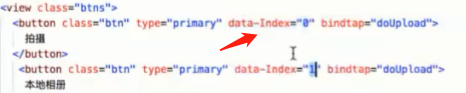 <view class="btns">
<button class="btn" type="primary" data-Index="0" bindtap="doUpload">
拍攝
</button>
<button class="btn" type="primary" data-Index="1" bindtap="doUpload">
本地相册